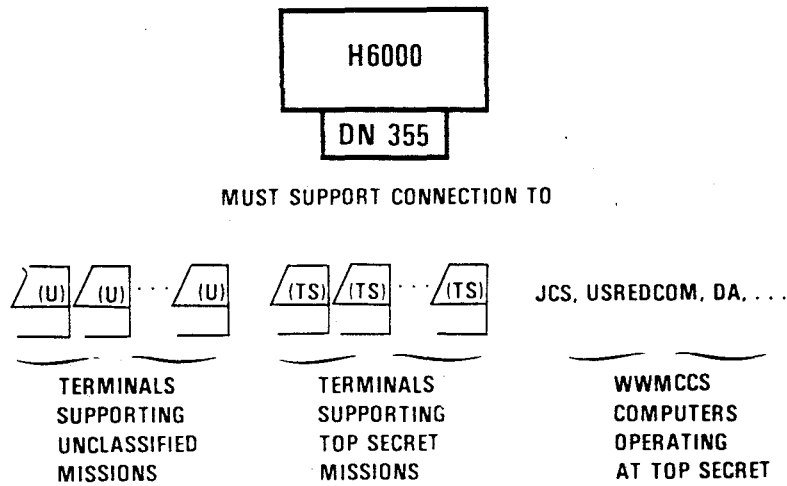 H6000
DN 355
MUST SUPPORT CONNECTION TO
(U) (U) ... (U) (TS) (TS) ... (TS) JCS, USREDCOM, DA, ....
TERMINALS
SUPPORTING
UNCLASSIFIED
MISSIONS
TERMINALS
SUPPORTING
TOP SECRET
MISSIONS
WWMCCS
COMPUTERS
OPERATING
AT TOP SECRET